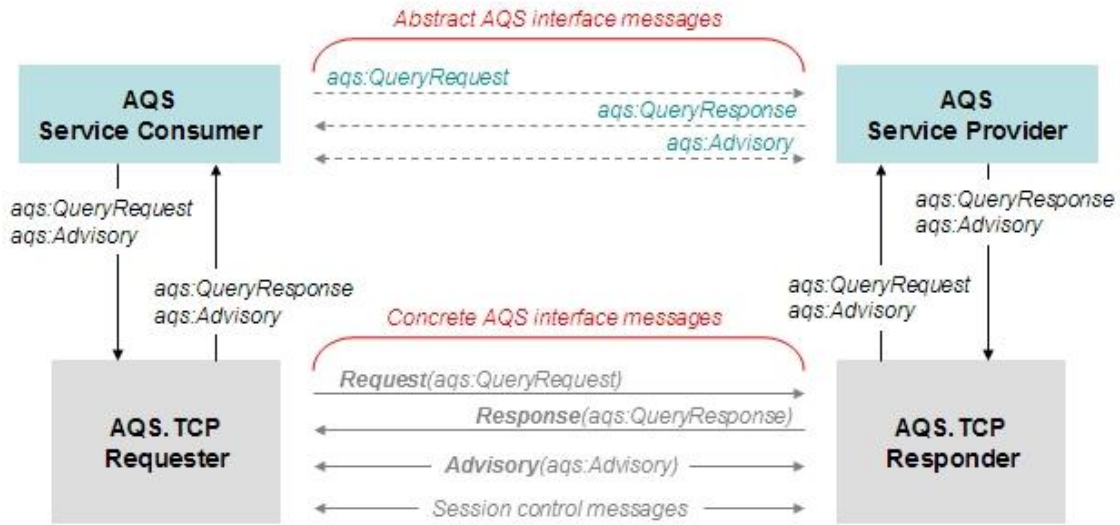 Abstract AQS interface messages
AQS
Service Consumer
aqs:QueryRequest
aqs:QueryResponse
aqs:Advisory
AQS
Service Provider
aqs:QueryRequest
aqs:Advisory
aqs:QueryResponse
aqs:Advisory
aqs:QueryResponse
aqs:Advisory
aqs:QueryRequest
aqs:Advisory
Concrete AQS interface messages
AQS.TCP
Requester
Request(aqs:QueryRequest)
Response(aqs:QueryResponse)
Advisory(aqs:Advisory)
Session control messages
AQS.TCP
Responder